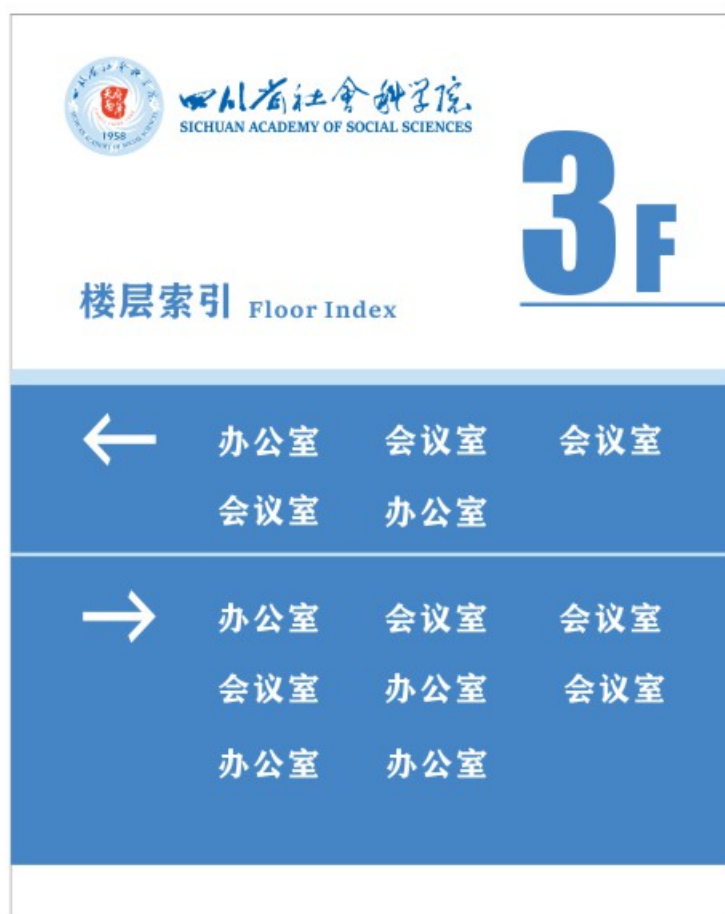 四川省社會科学院
SICHUAN ACADEMY OF SOCIAL SCIENCES
1958
3F
楼层索引 Floor Index
← 办公室 会议室 会议室
会议室 办公室
→ 办公室 会议室 会议室
会议室 办公室 会议室
办公室 办公室